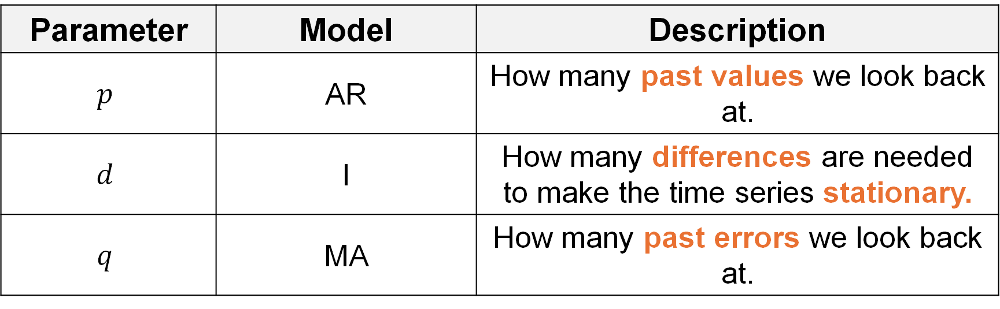 Parameter Model Description
p AR How many past values we look back
at.
d I How many differences are needed
to make the time series stationary.
q MA How many past errors we look back
at.